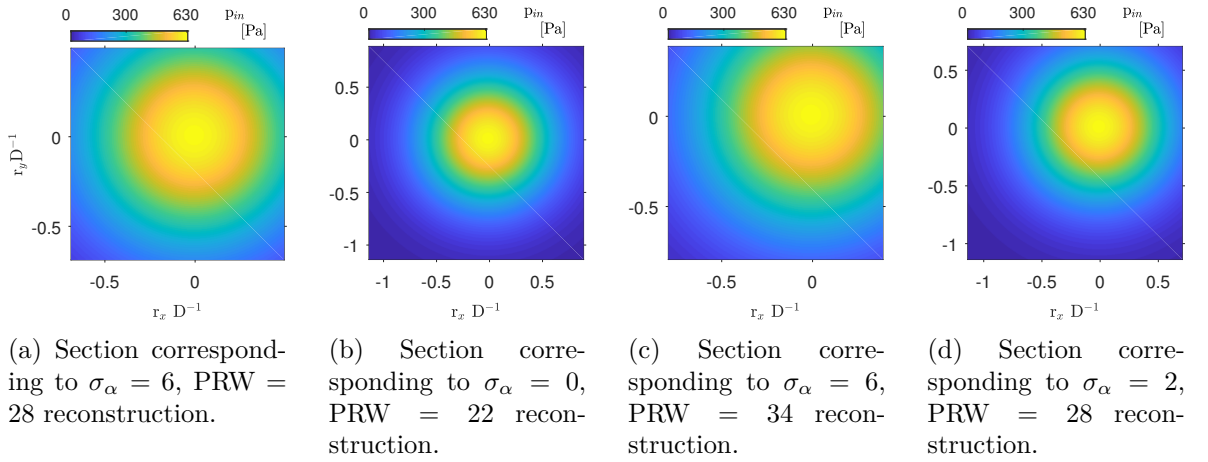 0 300 630 p_in [Pa]
0
-0.5
r_y D⁻¹
-0.5 0
r_x D⁻¹
(a) Section correspond-
ing to σ_α = 6, PRW =
28 reconstruction.
0 300 630 p_in [Pa]
0.5
0
-0.5
-1
-1 -0.5 0 0.5
r_x D⁻¹
(b) Section corre-
sponding to σ_α = 0,
PRW = 22 recon-
struction.
0 300 630 p_in [Pa]
0
-0.5
-0.5 0
r_x D⁻¹
(c) Section corre-
sponding to σ_α = 6,
PRW = 34 recon-
struction.
0 300 630 p_in [Pa]
0.5
0
-0.5
-1
-1 -0.5 0 0.5
r_x D⁻¹
(d) Section corre-
sponding to σ_α = 2,
PRW = 28 recon-
struction.